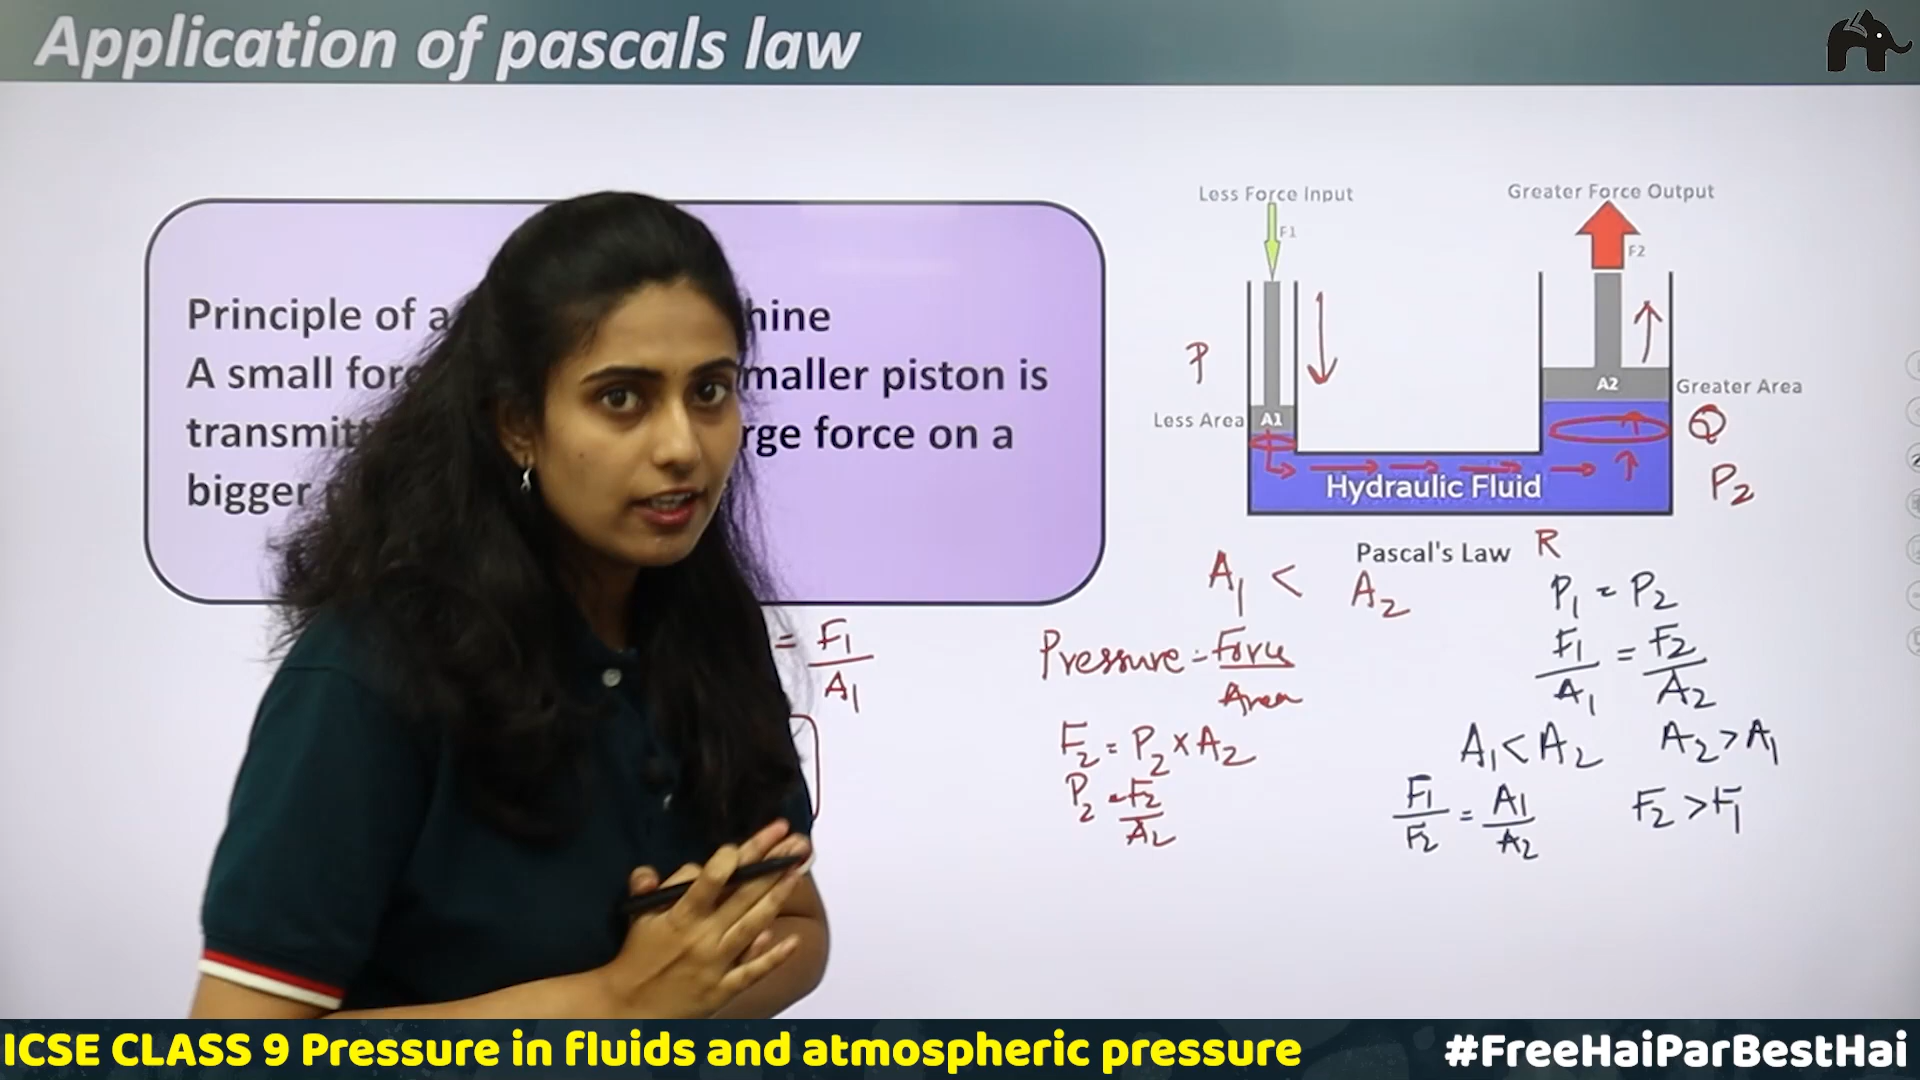 Application of pascals law
Principle of a hine
A small for maller piston is
transmitt rge force on a
bigger
Less Force Input
Greater Force Output
F1
F2
P
A1
Less Area
A2
Greater Area
Q
P2
Hydraulic Fluid
Pascal's Law
R
A1 < A2
P1 = P2
= F1
A1
Pressure = Force
Area
F1 = F2
A1 A2
F2 = P2 x A2
A1 < A2 A2 > A1
P2 = F2
A2
F1 = A1
F2 A2
F2 > F1
ICSE CLASS 9 Pressure in fluids and atmospheric pressure
#FreeHaiParBestHai